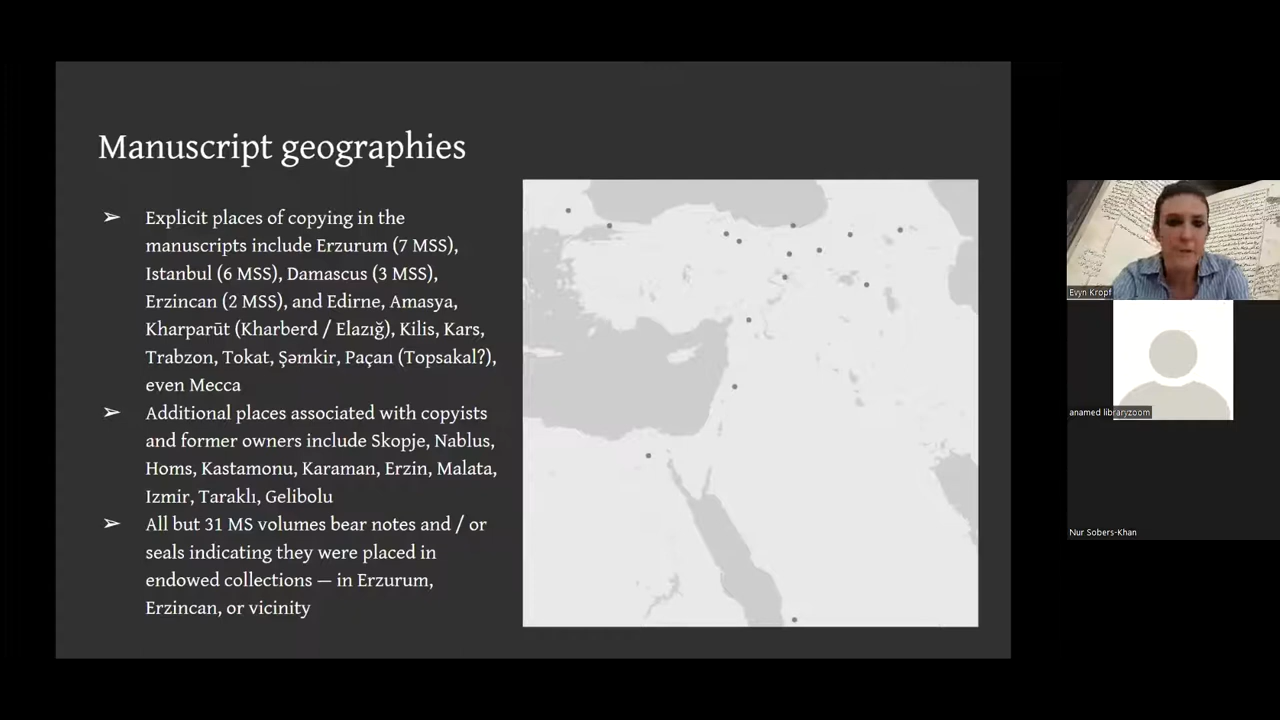 Manuscript geographies
➢ Explicit places of copying in the
manuscripts include Erzurum (7 MSS),
Istanbul (6 MSS), Damascus (3 MSS),
Erzincan (2 MSS), and Edirne, Amasya,
Kharparūt (Kharberd / Elazığ), Kilis, Kars,
Trabzon, Tokat, Şəmkir, Paçan (Topsakal?),
even Mecca
➢ Additional places associated with copyists
and former owners include Skopje, Nablus,
Homs, Kastamonu, Karaman, Erzin, Malata,
Izmir, Taraklı, Gelibolu
➢ All but 31 MS volumes bear notes and / or
seals indicating they were placed in
endowed collections — in Erzurum,
Erzincan, or vicinity
Evyn Kropf
anamed libraryzoom
Nur Sobers-Khan